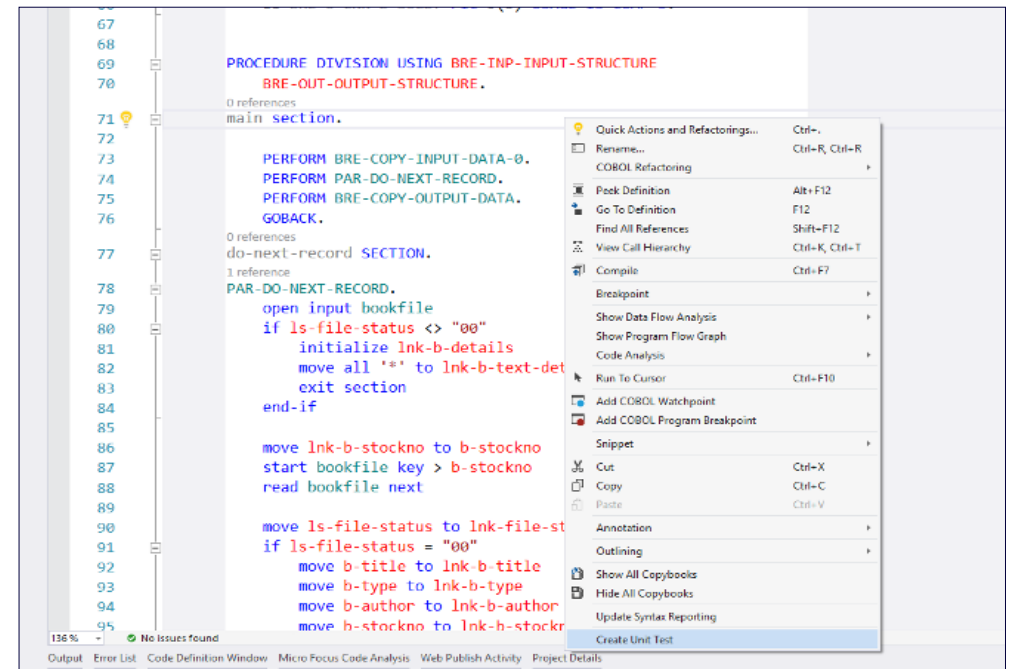 67
68
69 PROCEDURE DIVISION USING BRE-INP-INPUT-STRUCTURE
70 BRE-OUT-OUTPUT-STRUCTURE.
0 references
71 main section.
72
73 PERFORM BRE-COPY-INPUT-DATA-0.
74 PERFORM PAR-DO-NEXT-RECORD.
75 PERFORM BRE-COPY-OUTPUT-DATA.
76 GOBACK.
0 references
77 do-next-record SECTION.
1 reference
78 PAR-DO-NEXT-RECORD.
79 open input bookfile
80 if ls-file-status <> "00"
81 initialize lnk-b-details
82 move all '*' to lnk-b-text-det
83 exit section
84 end-if
85
86 move lnk-b-stockno to b-stockno
87 start bookfile key > b-stockno
88 read bookfile next
89
90 move ls-file-status to lnk-file-st
91 if ls-file-status = "00"
92 move b-title to lnk-b-title
93 move b-type to lnk-b-type
94 move b-author to lnk-b-author
95 move b-stockno to lnk-b-stockn
Quick Actions and Refactorings... Ctrl+.
Rename... Ctrl+R, Ctrl+R
COBOL Refactoring
Peek Definition Alt+F12
Go To Definition F12
Find All References Shift+F12
View Call Hierarchy Ctrl+K, Ctrl+T
Compile Ctrl+F7
Breakpoint
Show Data Flow Analysis
Show Program Flow Graph
Code Analysis
Run To Cursor Ctrl+F10
Add COBOL Watchpoint
Add COBOL Program Breakpoint
Snippet
Cut Ctrl+X
Copy Ctrl+C
Paste Ctrl+V
Annotation
Outlining
Show All Copybooks
Hide All Copybooks
Update Syntax Reporting
Create Unit Test
136 % No issues found
Output Error List Code Definition Window Micro Focus Code Analysis Web Publish Activity Project Details